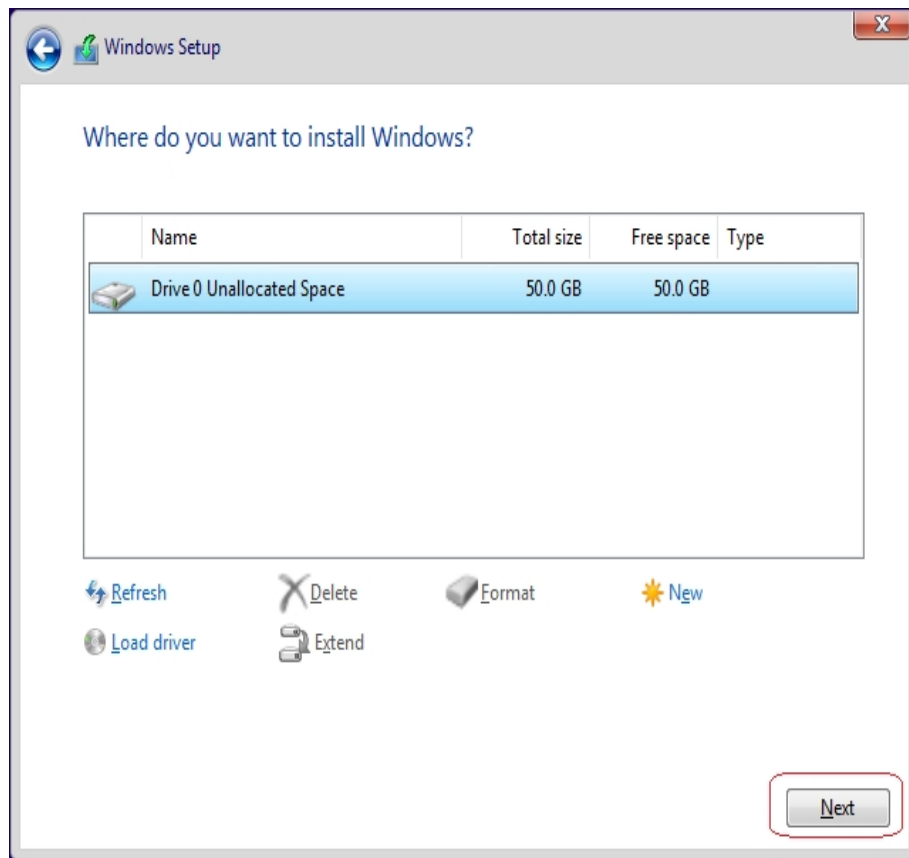 Windows Setup
X
Where do you want to install Windows?
Name Total size Free space Type
Drive 0 Unallocated Space 50.0 GB 50.0 GB
Refresh Delete Format New
Load driver Extend
Next